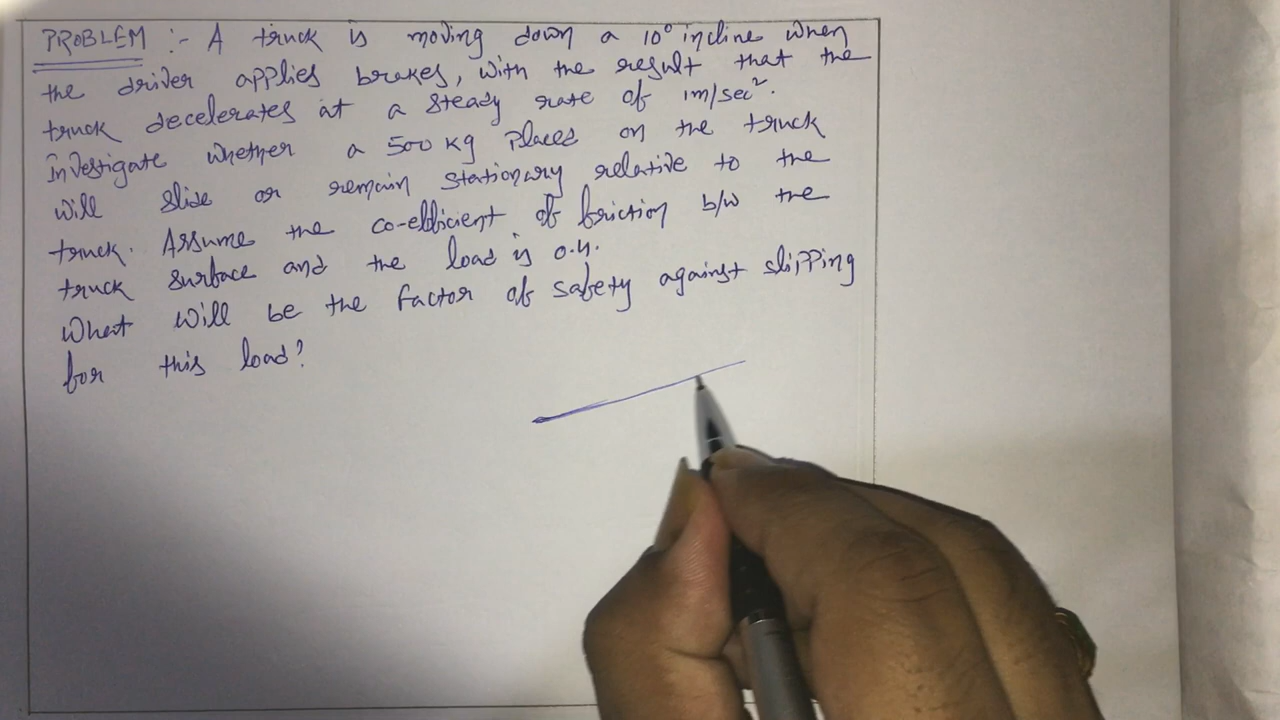 PROBLEM :- A truck is moving down a 10° incline when
the driver applies brakes, with the result that the
truck decelerates at a steady rate of 1m/sec².
Investigate whether a 500 kg places on the truck
will slide or remain stationary relative to the
truck. Assume the co-efficient of friction b/w the
truck surface and the load is 0.4.
What will be the factor of safety against slipping
for this load?